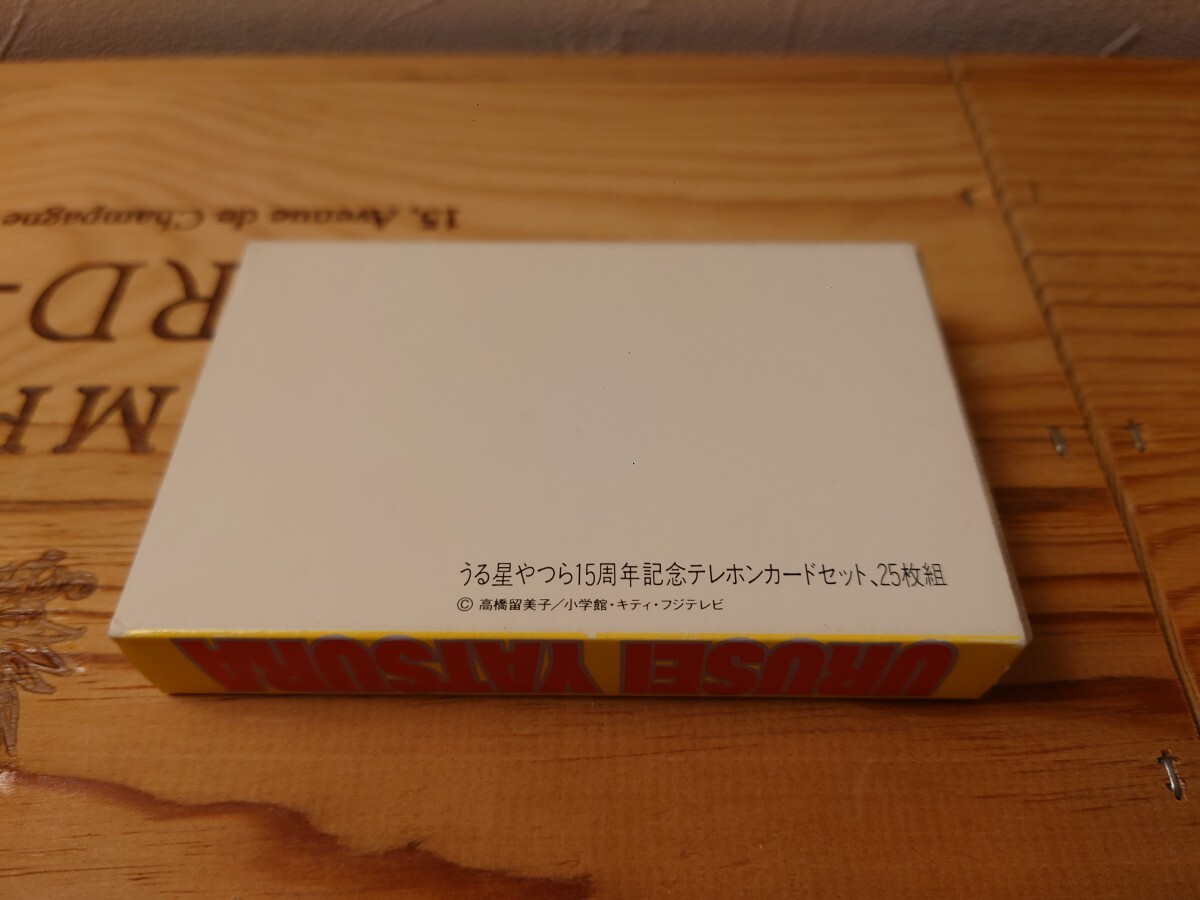 15, Avenue de Champagne
RD-
MP
うる星やつら15周年記念テレホンカードセット、25枚組
© 高橋留美子／小学館・キティ・フジテレビ
URUSEI YATSURA